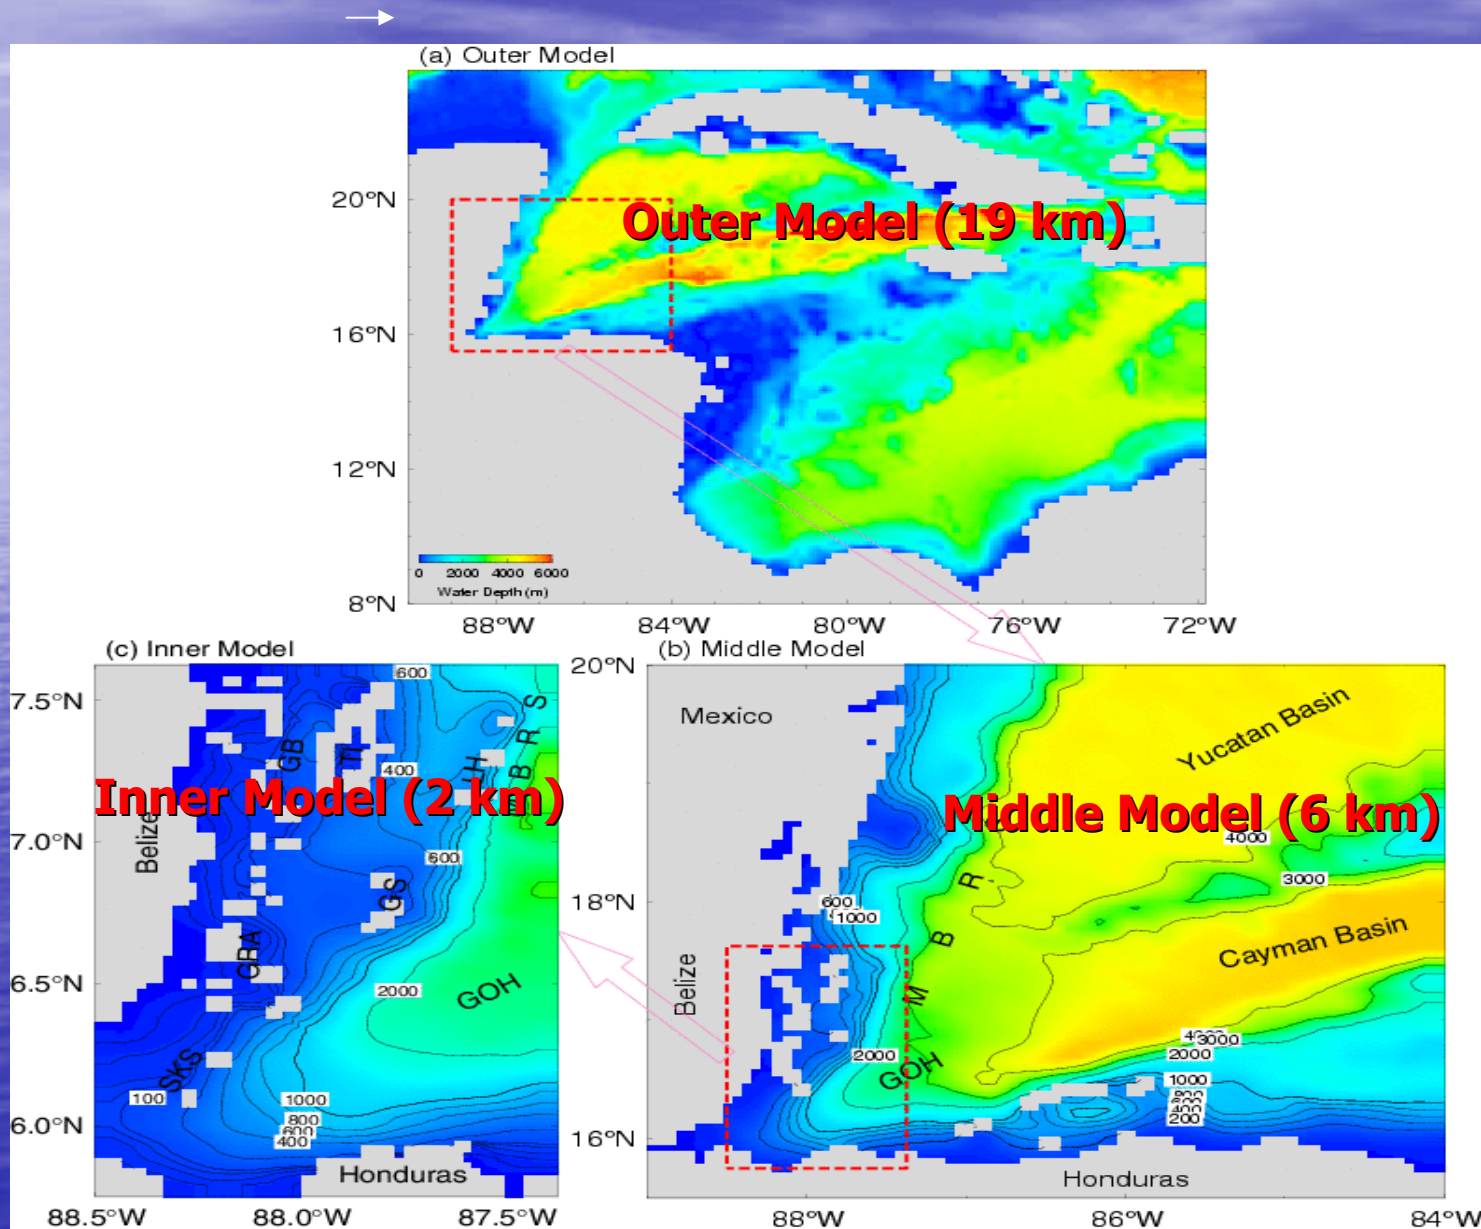 (a) Outer Model
20°N
16°N
12°N
8°N
Outer Model (19 km)
0 2000 4000 6000
Water Depth (m)
88°W 84°W 80°W 76°W 72°W
(c) Inner Model
7.5°N
7.0°N
6.5°N
6.0°N
600
GB
TI
400
LH
M B R S
Inner Model (2 km)
Belize
600
GS
GRA
2000
GOH
SKS
100
1000
800
600
400
Honduras
88.5°W 88.0°W 87.5°W
(b) Middle Model
20°N
18°N
16°N
Mexico
Yucatan Basin
Middle Model (6 km)
4000
3000
600
1000
M B R
Cayman Basin
Belize
2000
GOH
3000
2000
1000
200
Honduras
88°W 86°W 84°W